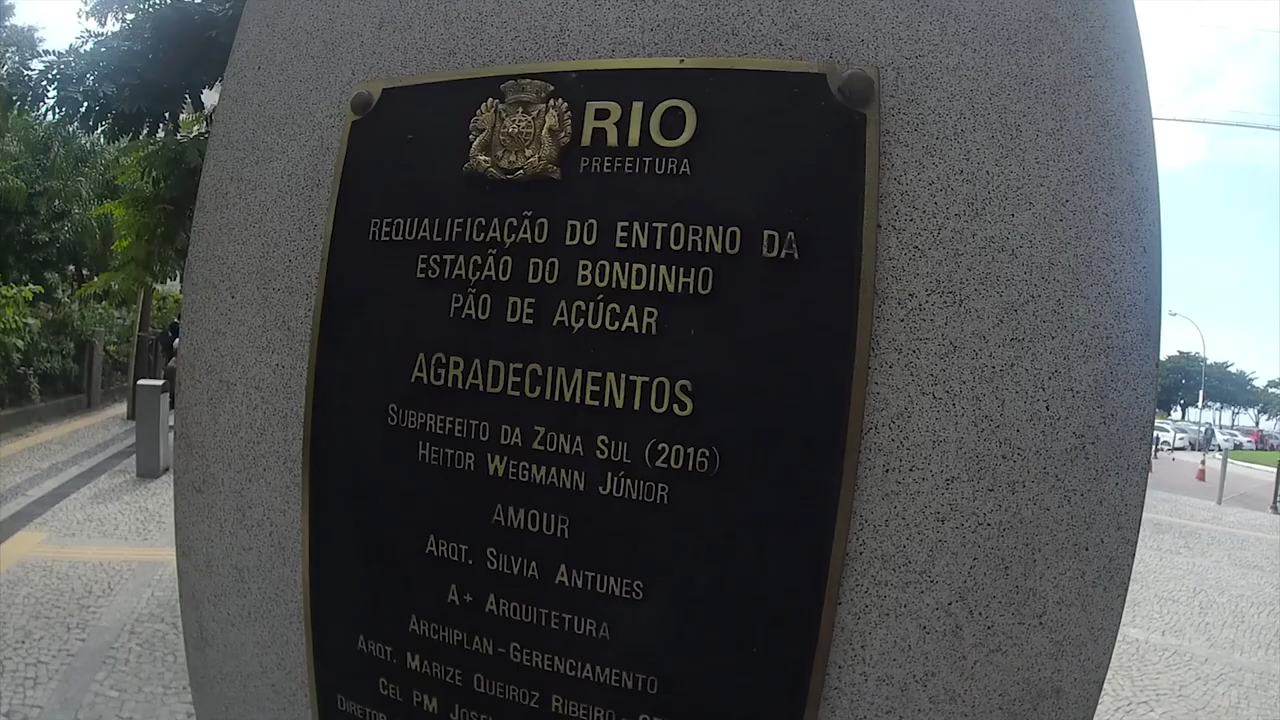 RIO
PREFEITURA
REQUALIFICAÇÃO DO ENTORNO DA
ESTAÇÃO DO BONDINHO
PÃO DE AÇÚCAR
AGRADECIMENTOS
SUBPREFEITO DA ZONA SUL (2016)
HEITOR WEGMANN JÚNIOR
AMOUR
ARQT. SILVIA ANTUNES
A+ ARQUITETURA
ARCHIPLAN-GERENCIAMENTO
ARQT. MARIZE QUEIROZ RIBEIRO -
CEL PM
DIRETOR